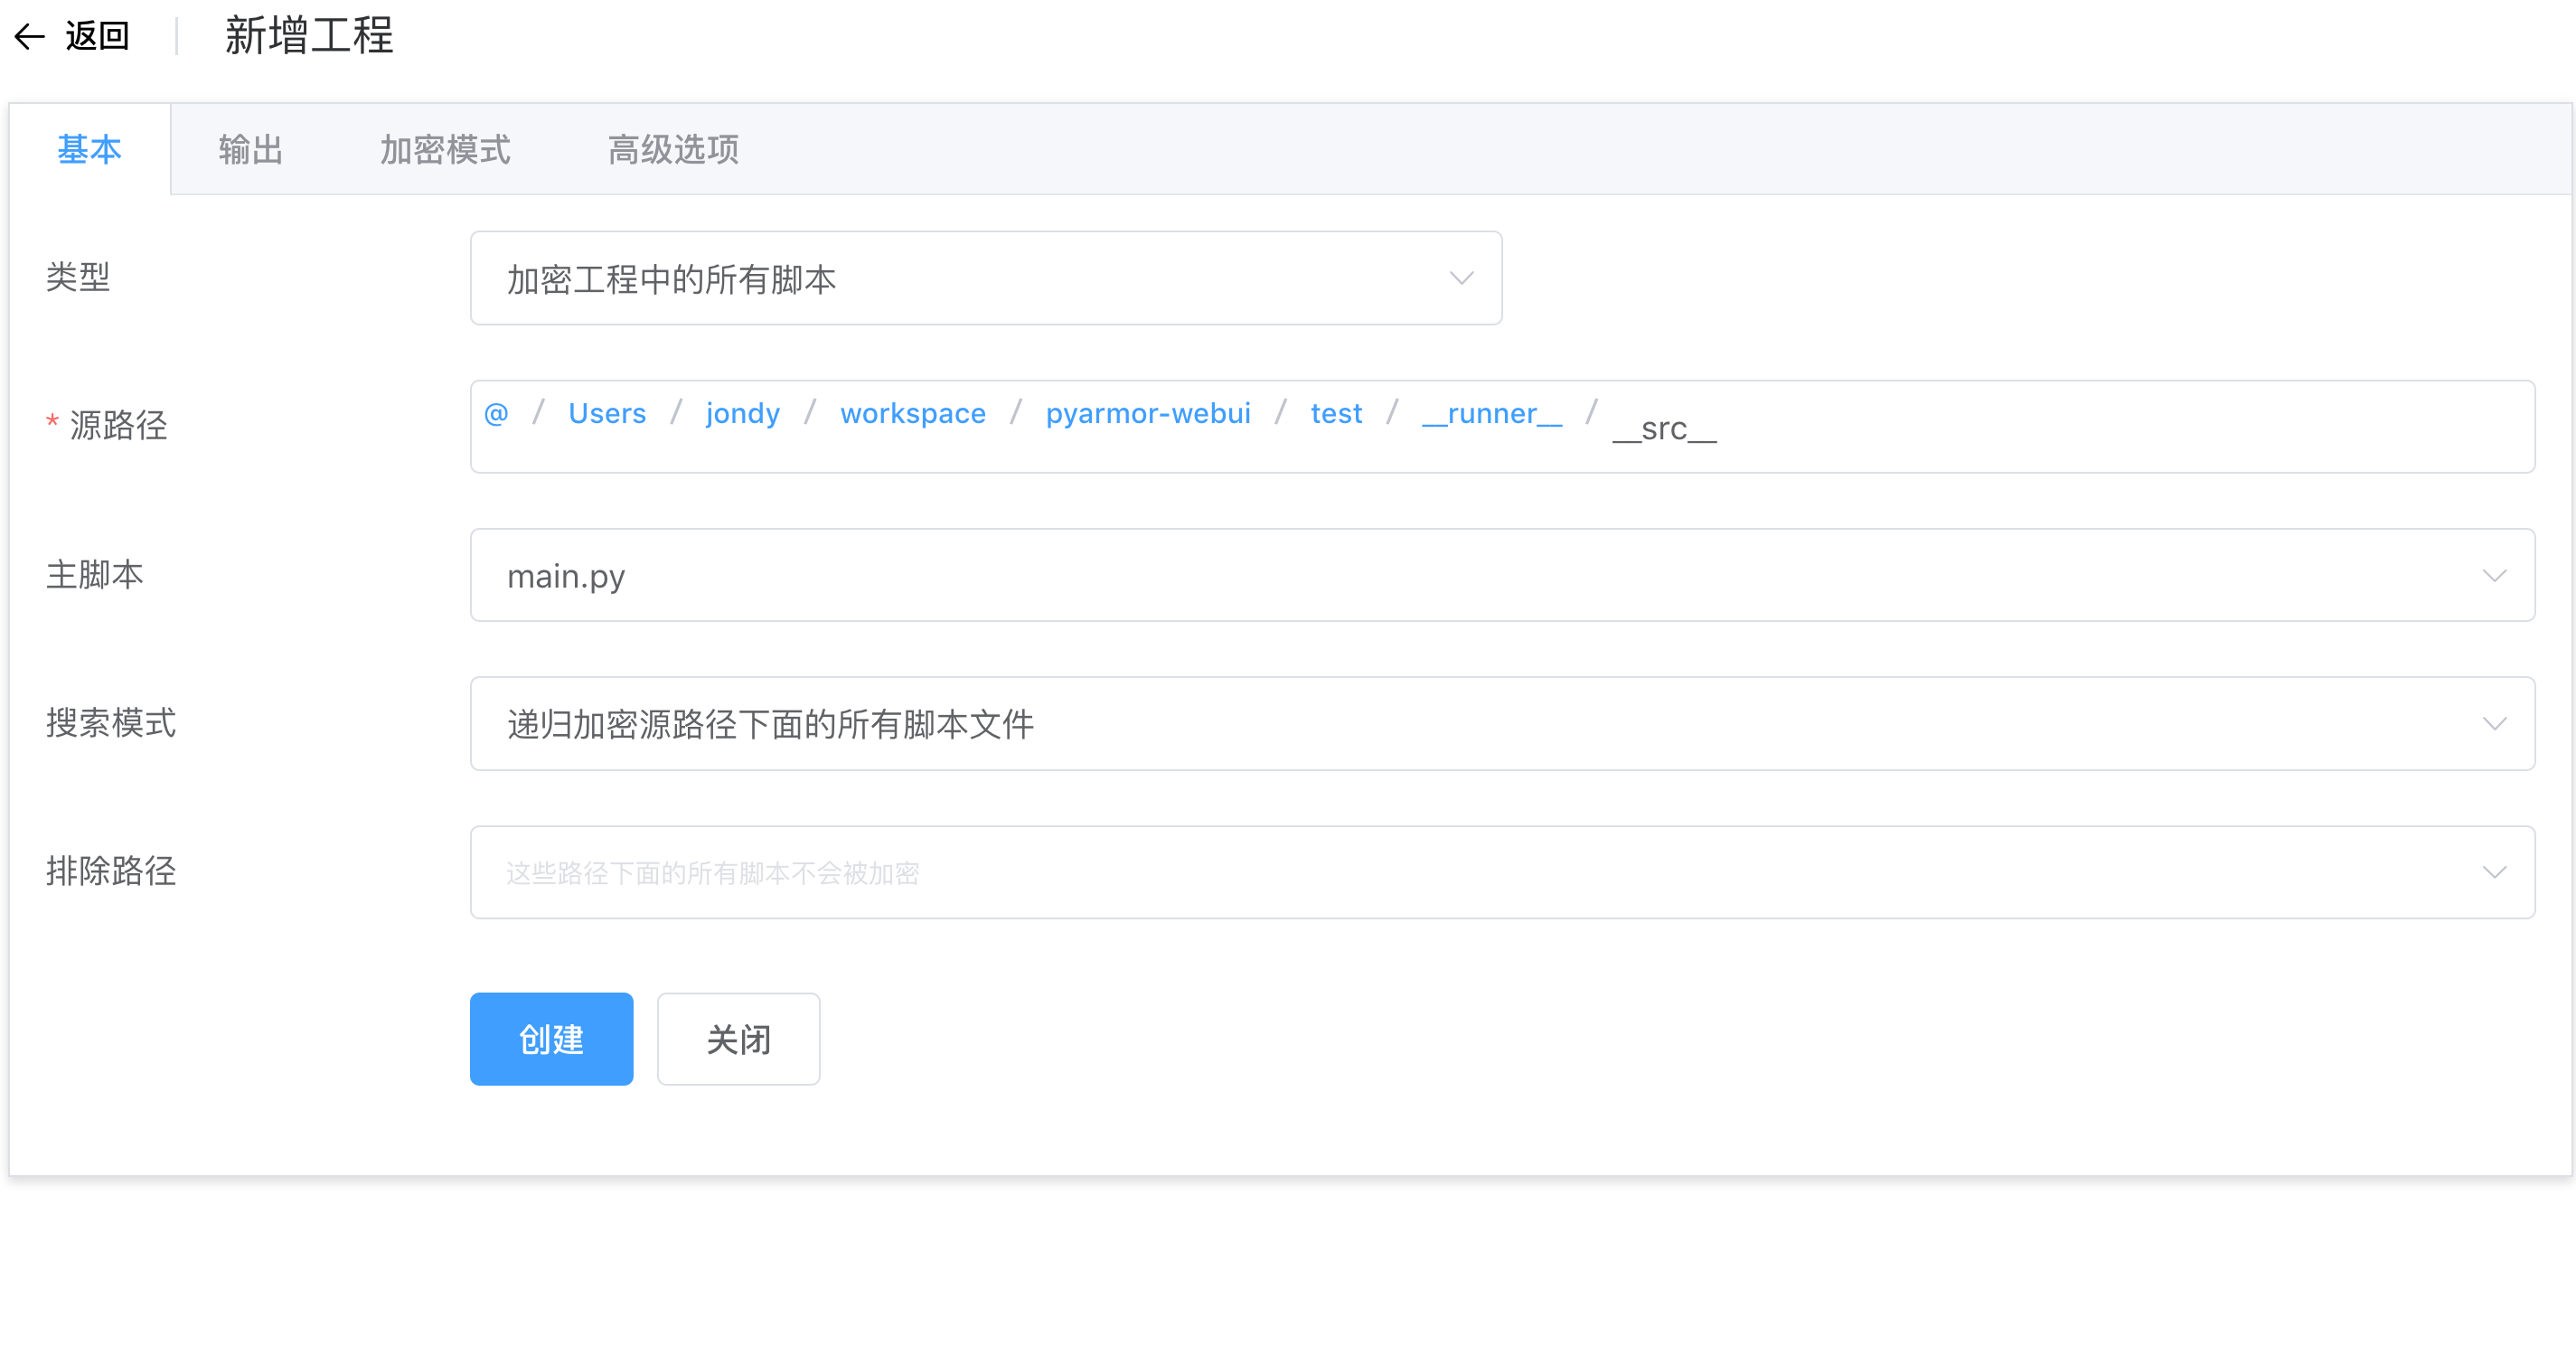 返回 新增工程
基本 输出 加密模式 高级选项
类型 加密工程中的所有脚本
* 源路径 @ / Users / jondy / workspace / pyarmor-webui / test / __runner__ / __src__
主脚本 main.py
搜索模式 递归加密源路径下面的所有脚本文件
排除路径 这些路径下面的所有脚本不会被加密
创建 关闭